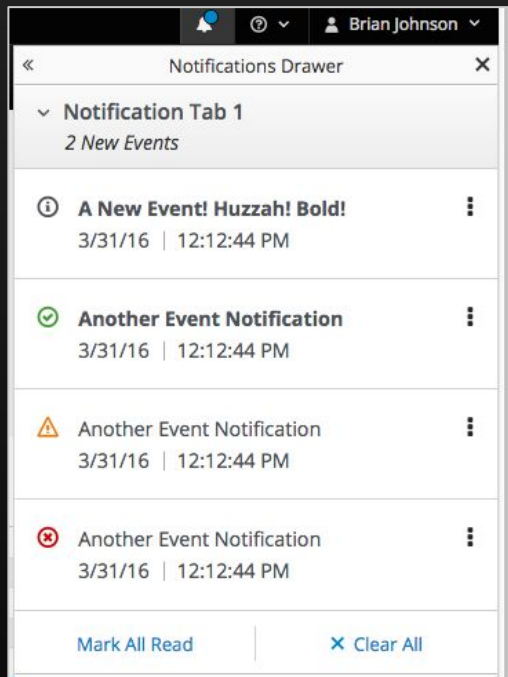 Brian Johnson
Notifications Drawer
Notification Tab 1
2 New Events
A New Event! Huzzah! Bold!
3/31/16 | 12:12:44 PM
Another Event Notification
3/31/16 | 12:12:44 PM
Another Event Notification
3/31/16 | 12:12:44 PM
Another Event Notification
3/31/16 | 12:12:44 PM
Mark All Read
Clear All